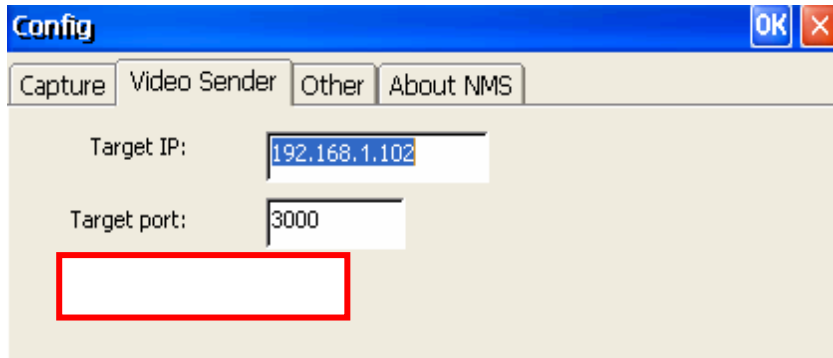 Config OK
Capture Video Sender Other About NMS
Target IP: 192.168.1.102
Target port: 3000